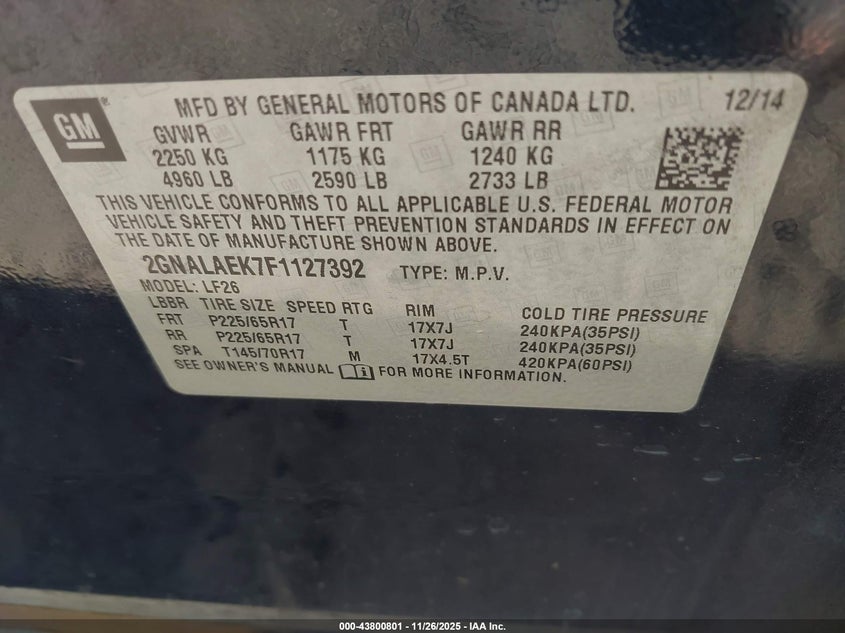 GM
MFD BY GENERAL MOTORS OF CANADA LTD. 12/14
GVWR GAWR FRT GAWR RR
2250 KG 1175 KG 1240 KG
4960 LB 2590 LB 2733 LB
THIS VEHICLE CONFORMS TO ALL APPLICABLE U.S. FEDERAL MOTOR
VEHICLE SAFETY AND THEFT PREVENTION STANDARDS IN EFFECT ON
THE DATE OF MANUFACTURE SHOWN ABOVE.
2GNALAEK7F1127392 TYPE: M.P.V.
MODEL: LF26
LBBR TIRE SIZE SPEED RTG RIM COLD TIRE PRESSURE
FRT P225/65R17 T 17X7J 240KPA(35PSI)
RR P225/65R17 T 17X7J 240KPA(35PSI)
SPA T145/70R17 M 17X4.5T 420KPA(60PSI)
SEE OWNER'S MANUAL FOR MORE INFORMATION.
000-43800801 - 11/26/2025 - IAA Inc.